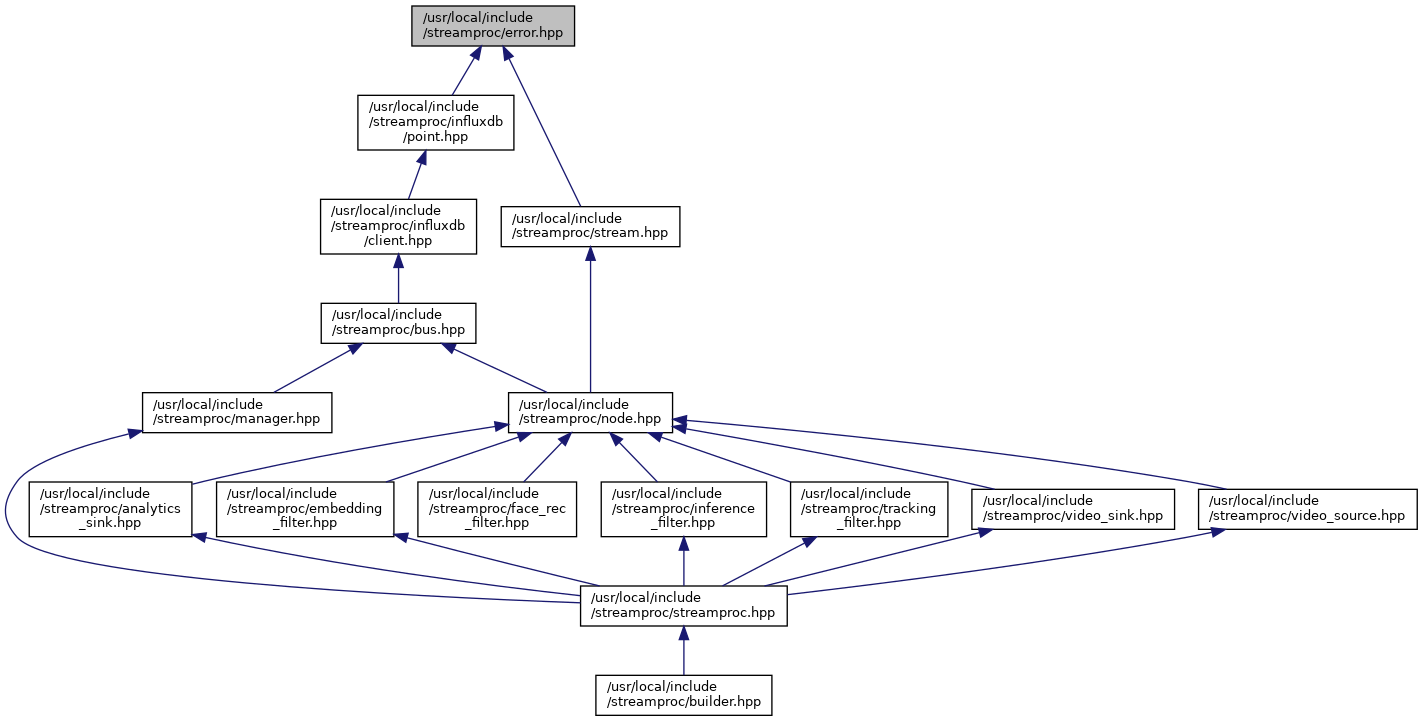 /usr/local/include
/streamproc/error.hpp
/usr/local/include
/streamproc/influxdb
/point.hpp
/usr/local/include
/streamproc/influxdb
/client.hpp
/usr/local/include
/streamproc/stream.hpp
/usr/local/include
/streamproc/bus.hpp
/usr/local/include
/streamproc/manager.hpp
/usr/local/include
/streamproc/node.hpp
/usr/local/include
/streamproc/analytics
_sink.hpp
/usr/local/include
/streamproc/embedding
_filter.hpp
/usr/local/include
/streamproc/face_rec
_filter.hpp
/usr/local/include
/streamproc/inference
_filter.hpp
/usr/local/include
/streamproc/tracking
_filter.hpp
/usr/local/include
/streamproc/video_sink.hpp
/usr/local/include
/streamproc/video_source.hpp
/usr/local/include
/streamproc/streamproc.hpp
/usr/local/include
/streamproc/builder.hpp